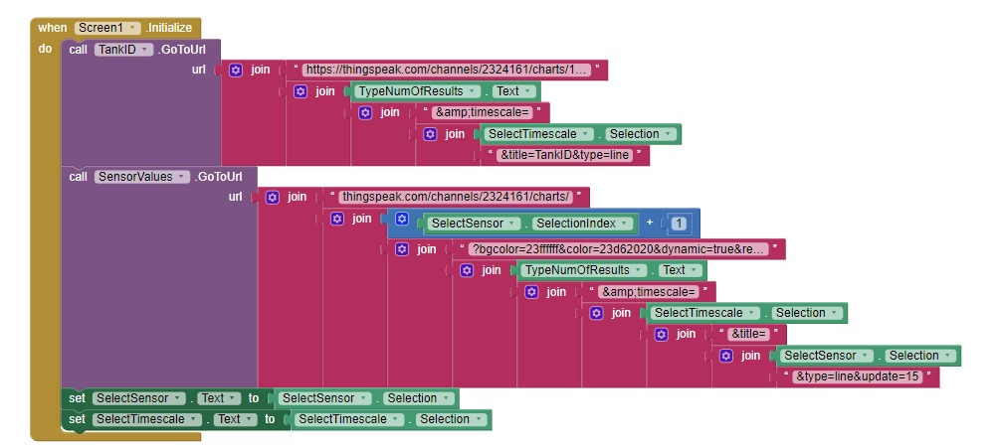 when Screen1 .Initialize
do call TankID .GoToUrl
url join " https://thingspeak.com/channels/2324161/charts/1... "
join TypeNumOfResults . Text
join " &amp;timescale= "
join SelectTimescale . Selection
" &title=TankID&type=line "
call SensorValues .GoToUrl
url join " thingspeak.com/channels/2324161/charts/ "
join SelectSensor . SelectionIndex + 1
join " ?bgcolor=23ffffff&color=23d62020&dynamic=true&re... "
join TypeNumOfResults . Text
join " &amp;timescale= "
join SelectTimescale . Selection
join " &title= "
join SelectSensor . Selection
" &type=line&update=15 "
set SelectSensor . Text to SelectSensor . Selection
set SelectTimescale . Text to SelectTimescale . Selection